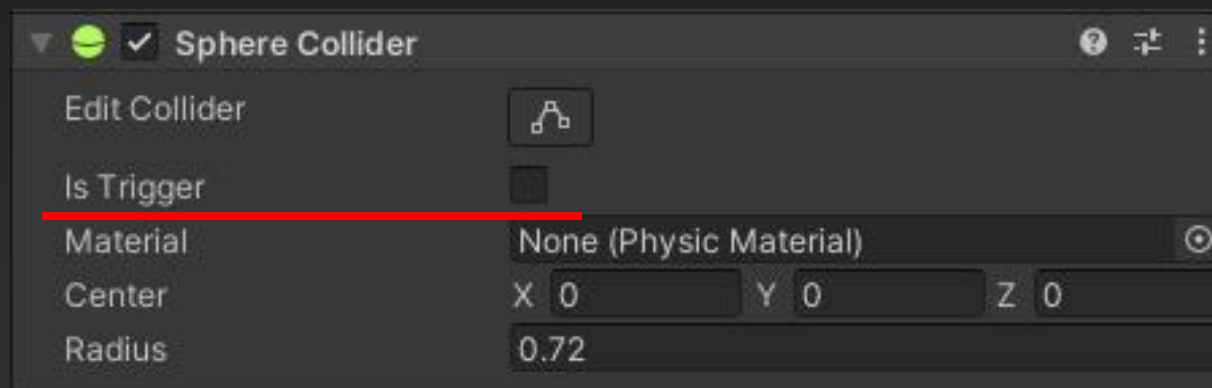 Sphere Collider
Edit Collider
Is Trigger
Material None (Physic Material)
Center X 0 Y 0 Z 0
Radius 0.72